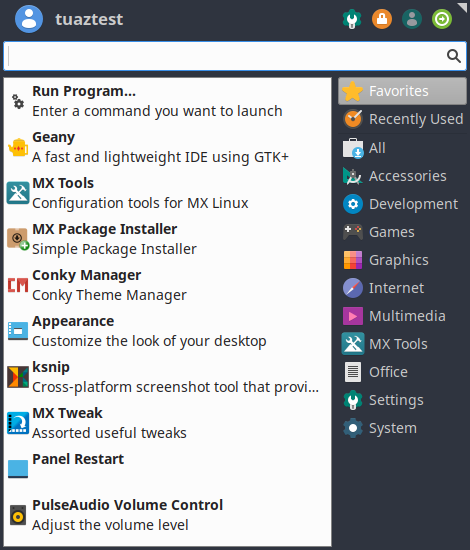 tuaztest
Run Program...
Enter a command you want to launch
Geany
A fast and lightweight IDE using GTK+
MX Tools
Configuration tools for MX Linux
MX Package Installer
Simple Package Installer
Conky Manager
Conky Theme Manager
Appearance
Customize the look of your desktop
ksnip
Cross-platform screenshot tool that provi...
MX Tweak
Assorted useful tweaks
Panel Restart
PulseAudio Volume Control
Adjust the volume level
Favorites
Recently Used
All
Accessories
Development
Games
Graphics
Internet
Multimedia
MX Tools
Office
Settings
System